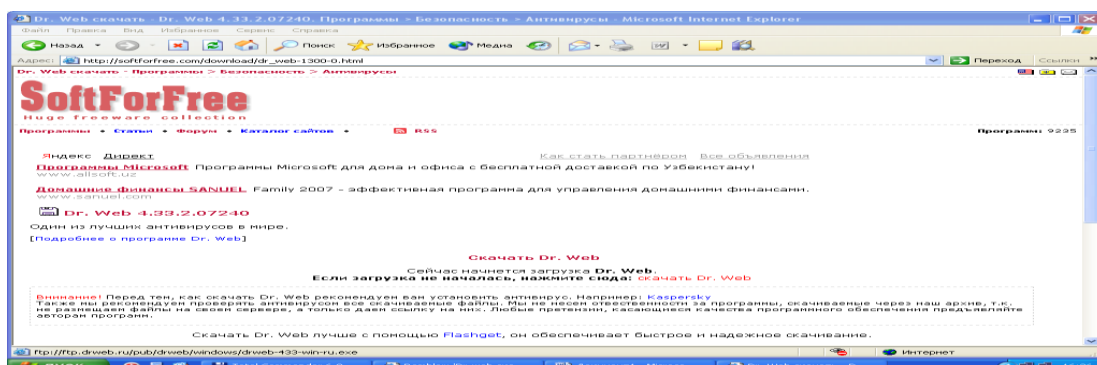 Dr. Web скачать - Dr. Web 4.33.2.07240. Программы > Безопасность > Антивирусы - Microsoft Internet Explorer
Файл Правка Вид Избранное Сервис Справка
Назад Поиск Избранное Медиа
Адрес: http://softforfree.com/download/dr_web-1300-0.html Переход Ссылки
Dr. Web скачать - Программы > Безопасность > Антивирусы
SoftForFree
Huge freeware collection
Программы • Статьи • Форум • Каталог сайтов • RSS Программ: 9235
Яндекс Директ Как стать партнёром Все объявления
Программы Microsoft Программы Microsoft для дома и офиса с бесплатной доставкой по Узбекистану!
www.allsoft.uz
Домашние финансы SANUEL Family 2007 - эффективная программа для управления домашними финансами.
www.sanuel.com
Dr. Web 4.33.2.07240
Один из лучших антивирусов в мире.
[Подробнее о программе Dr. Web]
Скачать Dr. Web
Сейчас начнется загрузка Dr. Web.
Если загрузка не началась, нажмите сюда: скачать Dr. Web
Внимание! Перед тем, как скачать Dr. Web рекомендуем вам установить антивирус. Например: Kaspersky
Также мы рекомендуем проверять антивирусом все скачиваемые файлы. Мы не несем отвественности за программы, скачиваемые через наш архив, т.к.
не размещаем файлы на своем сервере, а только даем ссылку на них. Любые претензии, касающиеся качества программного обеспечения предъявляйте
авторам программ.
Скачать Dr. Web лучше с помощью Flashget, он обеспечивает быстрое и надежное скачивание.
ftp://ftp.drweb.ru/pub/drweb/windows/drweb-433-win-ru.exe Интернет